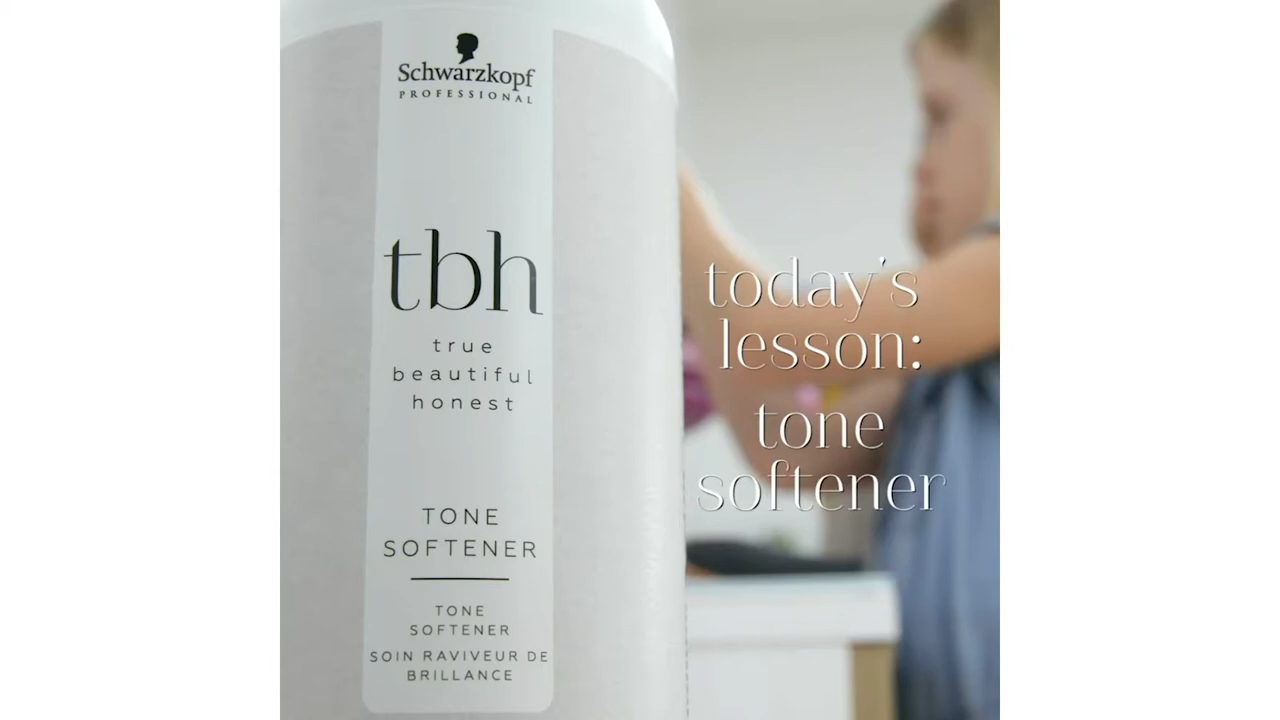 Schwarzkopf
PROFESSIONAL
tbh
true
beautiful
honest
TONE
SOFTENER
TONE
SOFTENER
SOIN RAVIVEUR DE
BRILLANCE
today's
lesson:
tone
softener